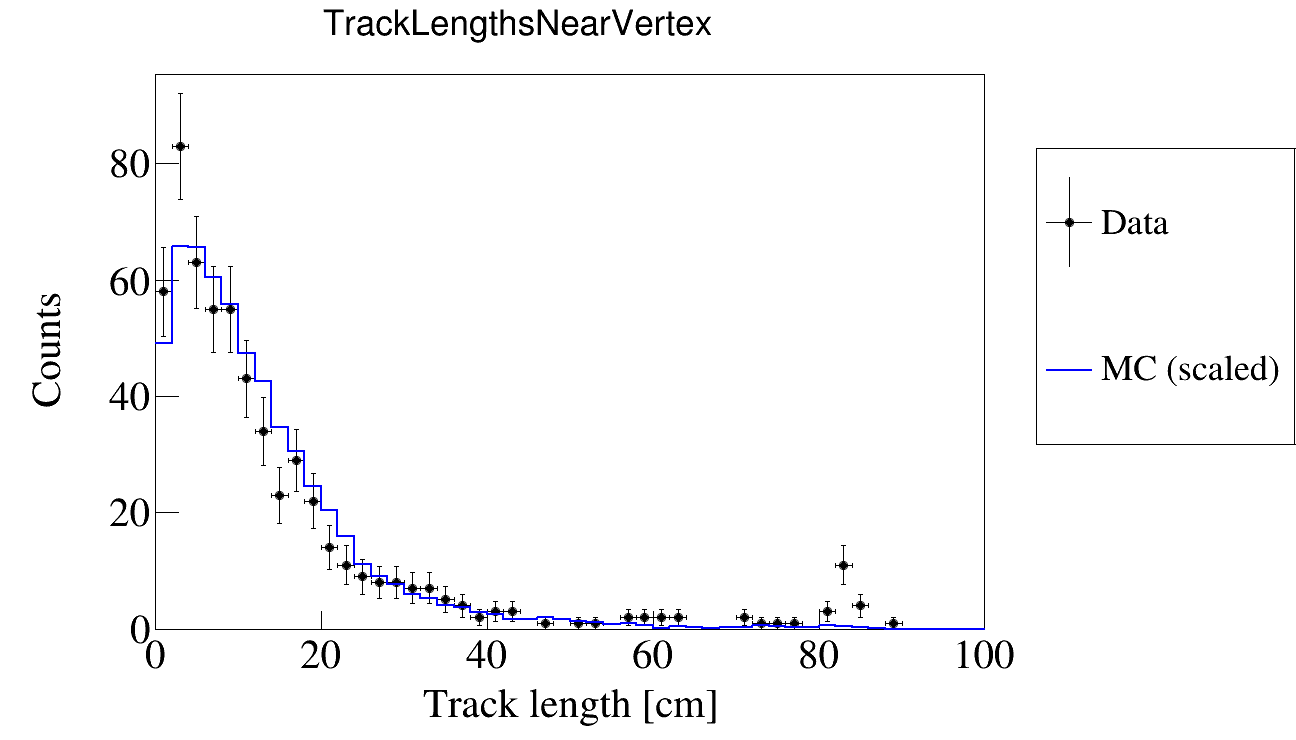 TrackLengthsNearVertex
80
60
40
20
0
Counts
0 20 40 60 80 100
Track length [cm]
Data
MC (scaled)